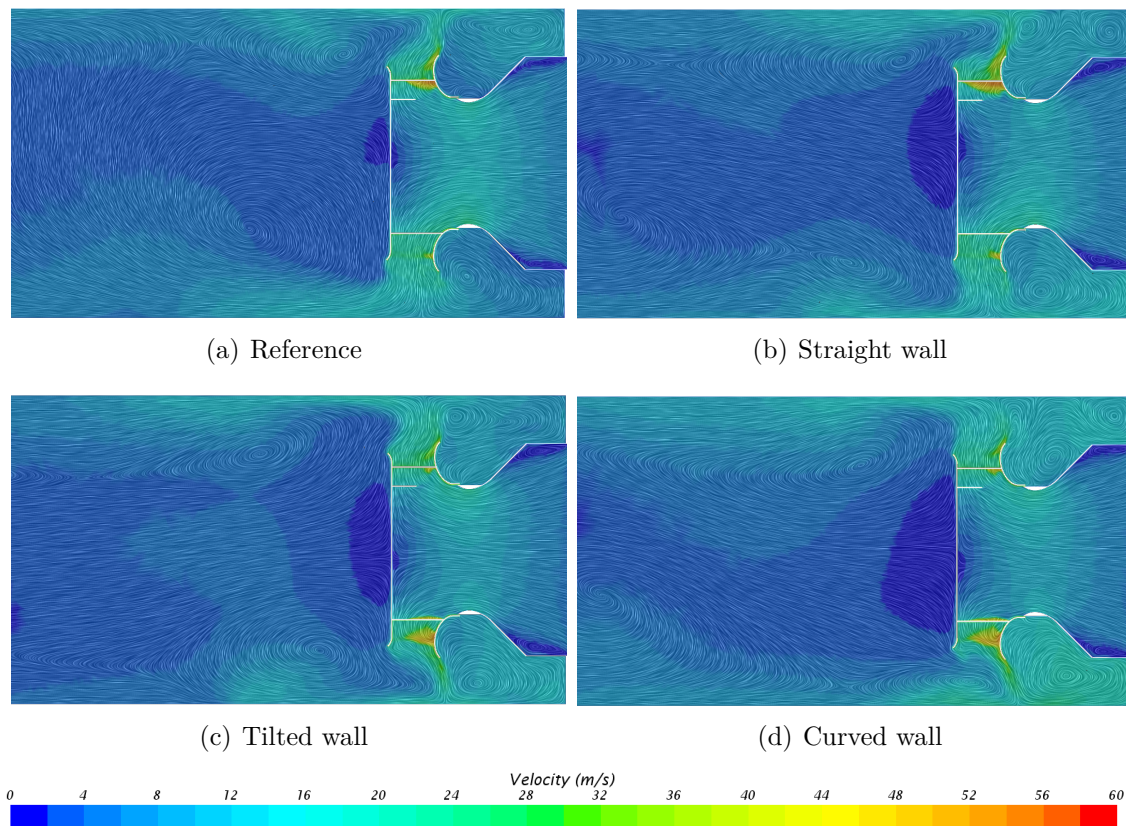 (a) Reference
(b) Straight wall
(c) Tilted wall
(d) Curved wall
Velocity (m/s)
0 4 8 12 16 20 24 28 32 36 40 44 48 52 56 60